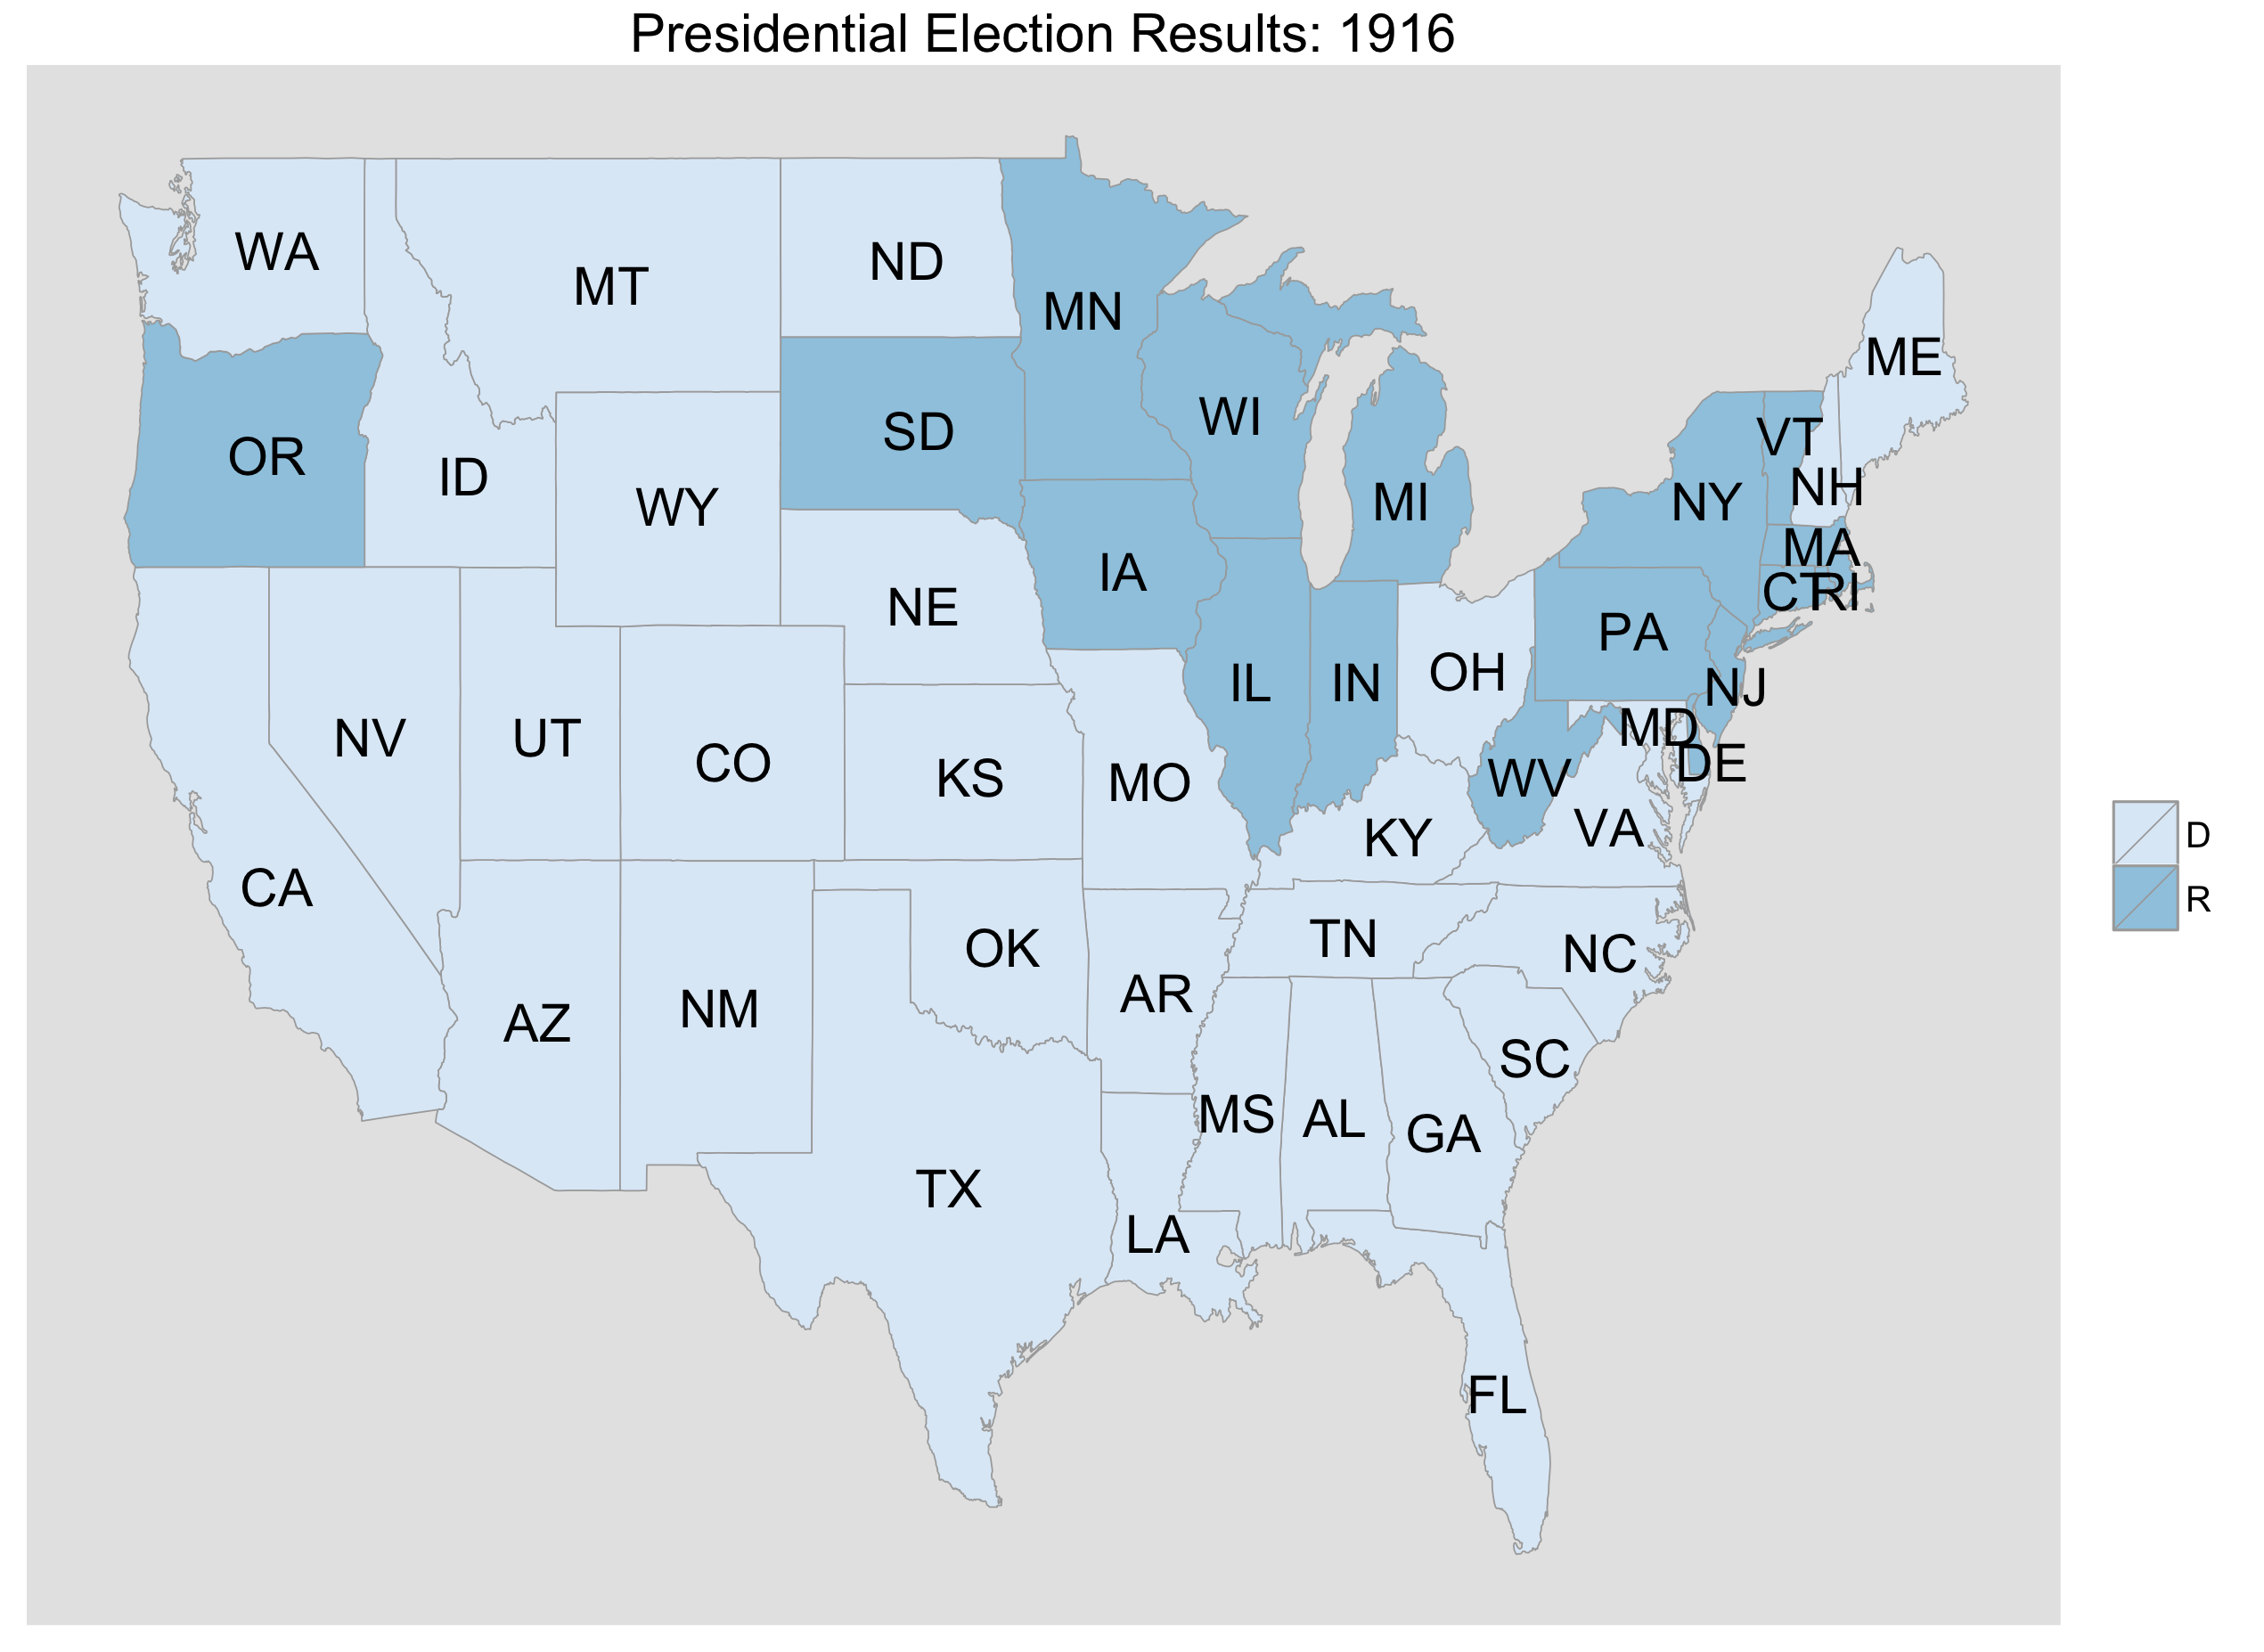 Presidential Election Results: 1916
WA
MT
ND
MN
ME
OR
ID
WY
SD
WI
MI
NY
VT
NH
MA
CT
RI
NE
IA
IL
IN
OH
PA
NJ
MD
DE
NV
UT
CO
KS
MO
WV
VA
KY
CA
AZ
NM
OK
AR
TN
NC
SC
MS
AL
GA
TX
LA
FL
D
R